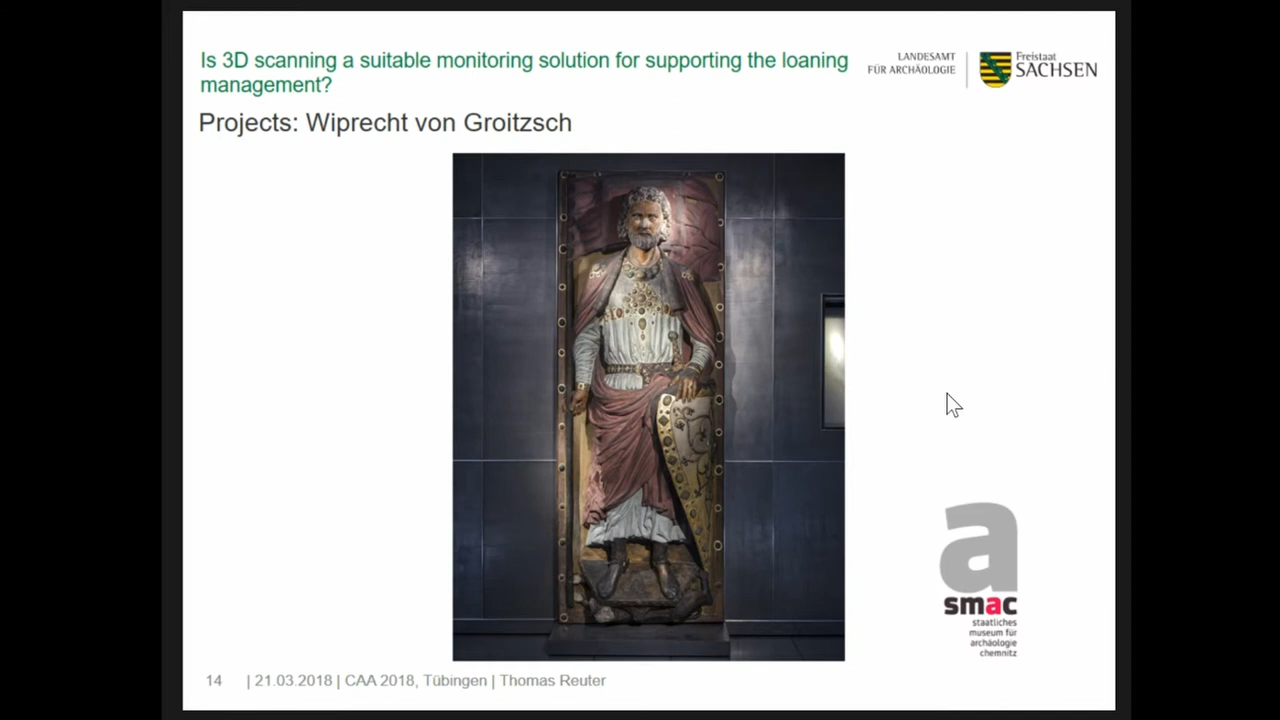 Is 3D scanning a suitable monitoring solution for supporting the loaning
management?
LANDESAMT
FÜR ARCHÄOLOGIE
Freistaat
SACHSEN
Projects: Wiprecht von Groitzsch
a
smac
staatliches
museum für
archäologie
chemnitz
14 | 21.03.2018 | CAA 2018, Tübingen | Thomas Reuter